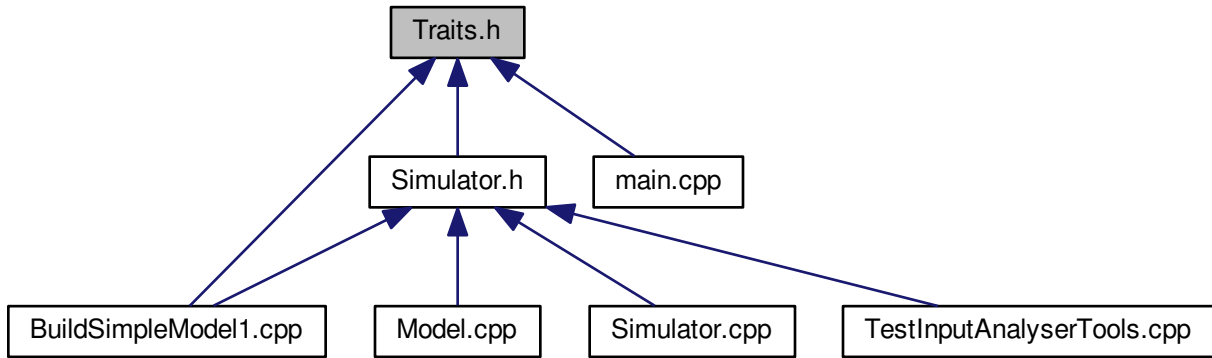 Traits.h
Simulator.h
main.cpp
BuildSimpleModel1.cpp
Model.cpp
Simulator.cpp
TestInputAnalyserTools.cpp